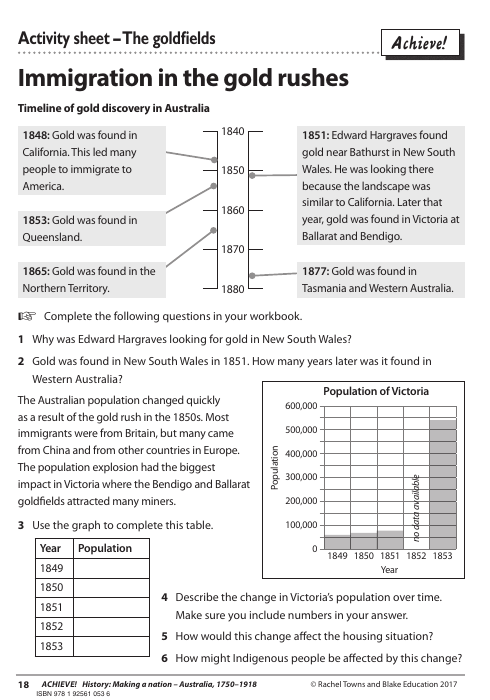 Activity sheet – The goldfields
Achieve!
Immigration in the gold rushes
Timeline of gold discovery in Australia
1848: Gold was found in
California. This led many
people to immigrate to
America.
1853: Gold was found in
Queensland.
1865: Gold was found in the
Northern Territory.
1840
1850
1860
1870
1880
1851: Edward Hargraves found
gold near Bathurst in New South
Wales. He was looking there
because the landscape was
similar to California. Later that
year, gold was found in Victoria at
Ballarat and Bendigo.
1877: Gold was found in
Tasmania and Western Australia.
Complete the following questions in your workbook.
1 Why was Edward Hargraves looking for gold in New South Wales?
2 Gold was found in New South Wales in 1851. How many years later was it found in
Western Australia?
The Australian population changed quickly
as a result of the gold rush in the 1850s. Most
immigrants were from Britain, but many came
from China and from other countries in Europe.
The population explosion had the biggest
impact in Victoria where the Bendigo and Ballarat
goldfields attracted many miners.
Population of Victoria
Population
600,000
500,000
400,000
300,000
200,000
100,000
0
no data available
1849 1850 1851 1852 1853
Year
3 Use the graph to complete this table.
Year Population
1849
1850
1851
1852
1853
4 Describe the change in Victoria's population over time.
Make sure you include numbers in your answer.
5 How would this change affect the housing situation?
6 How might Indigenous people be affected by this change?
18 ACHIEVE! History: Making a nation – Australia, 1750–1918
© Rachel Towns and Blake Education 2017
ISBN 978 1 92561 053 6